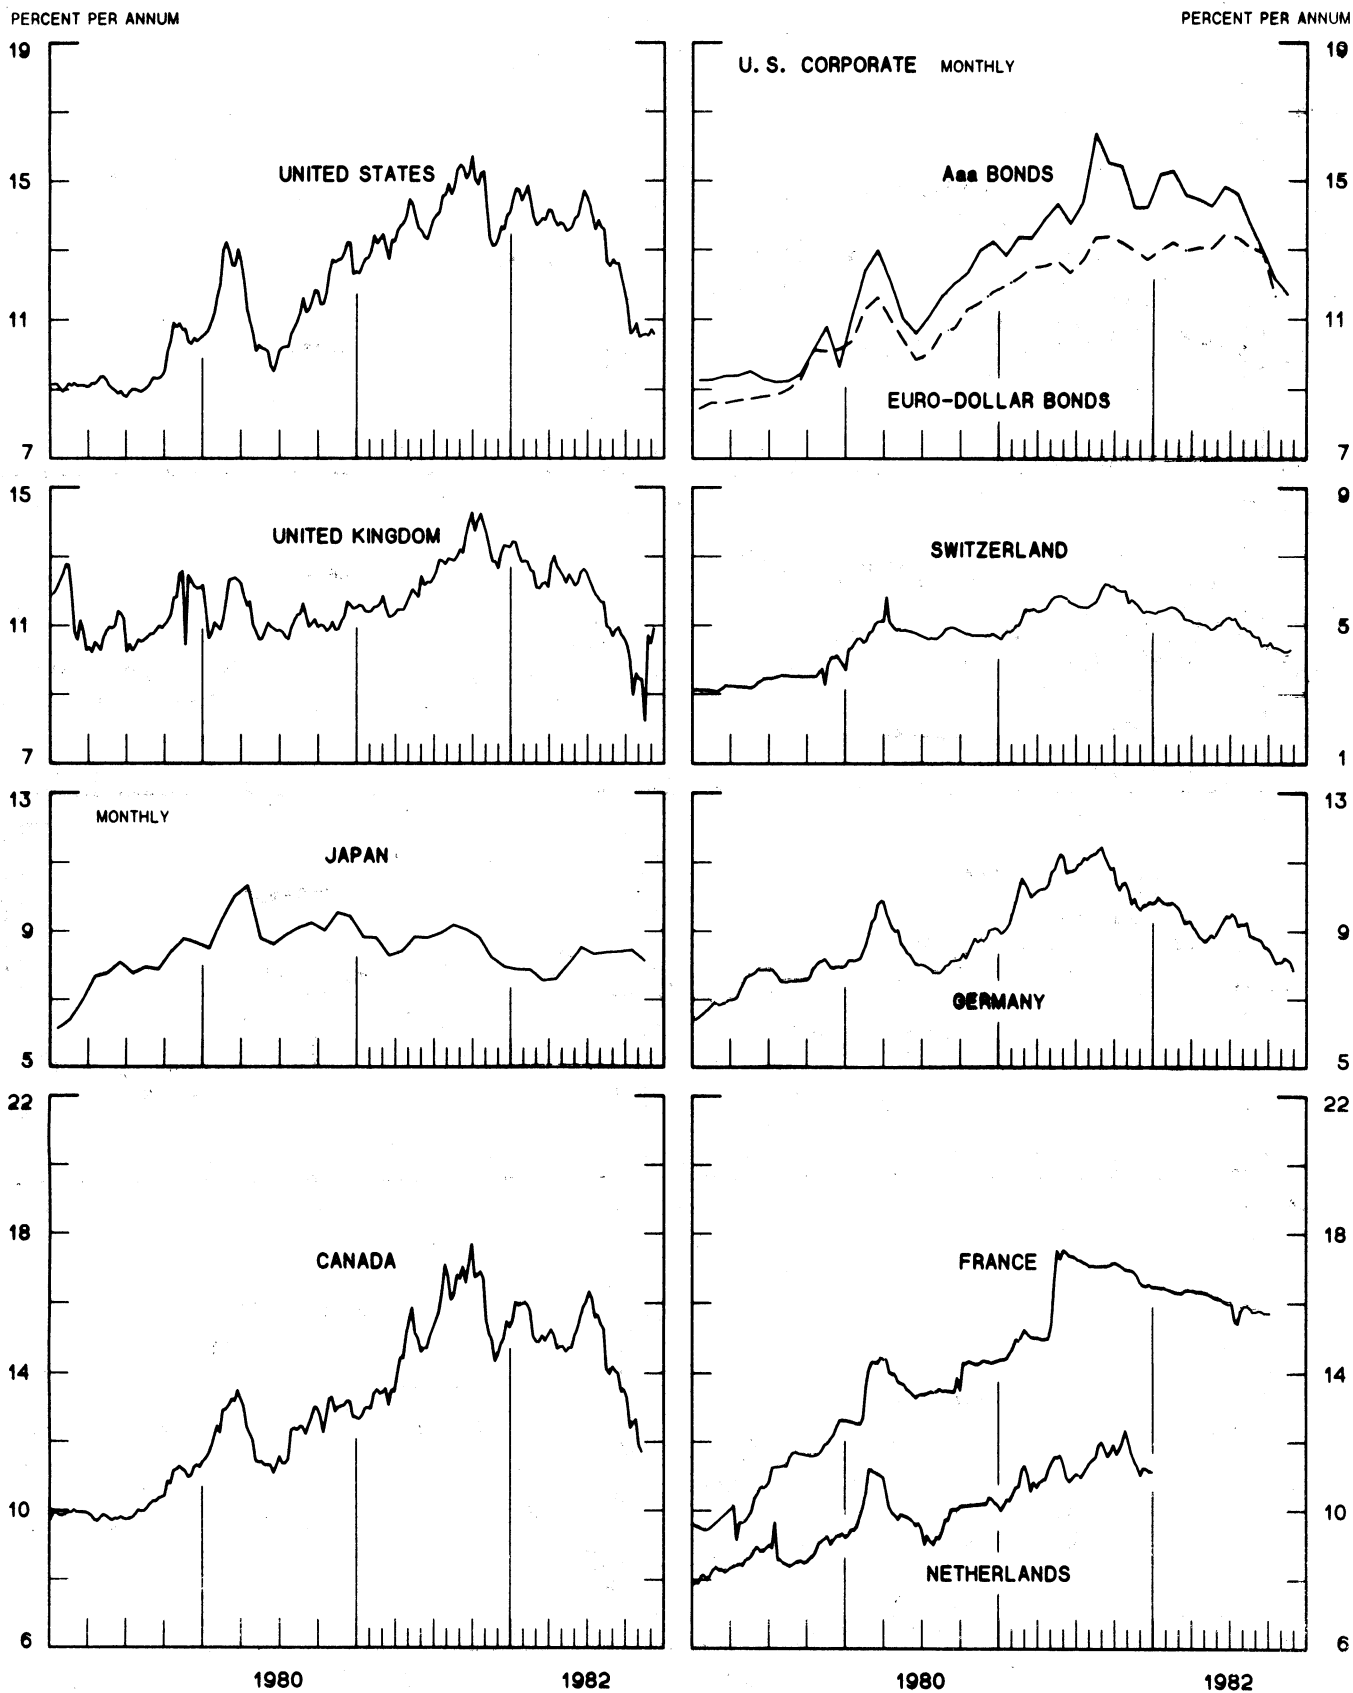 PERCENT PER ANNUM
PERCENT PER ANNUM
19
17
15
11
7
UNITED STATES
U. S. CORPORATE MONTHLY
Aaa BONDS
EURO-DOLLAR BONDS
19
15
11
7
15
11
7
UNITED KINGDOM
SWITZERLAND
9
5
1
13
9
5
MONTHLY
JAPAN
GERMANY
13
9
5
22
18
14
10
6
CANADA
FRANCE
NETHERLANDS
22
18
14
10
6
1980
1982
1980
1982